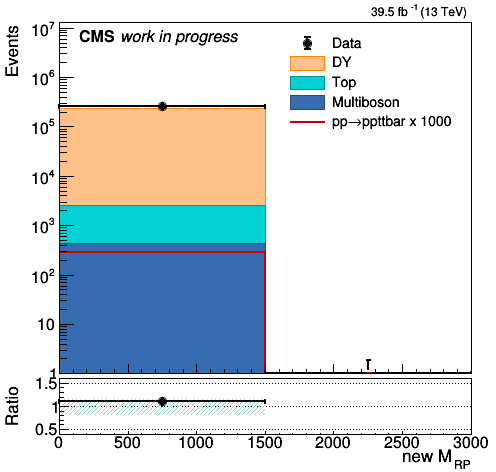 39.5 fb⁻¹ (13 TeV)
CMS work in progress
Events
10⁷
10⁶
10⁵
10⁴
10³
10²
10
1
Data
DY
Top
Multiboson
pp→ppttbar x 1000
Ratio
1.5
1
0.5
0 500 1000 1500 2000 2500 3000
new M_RP